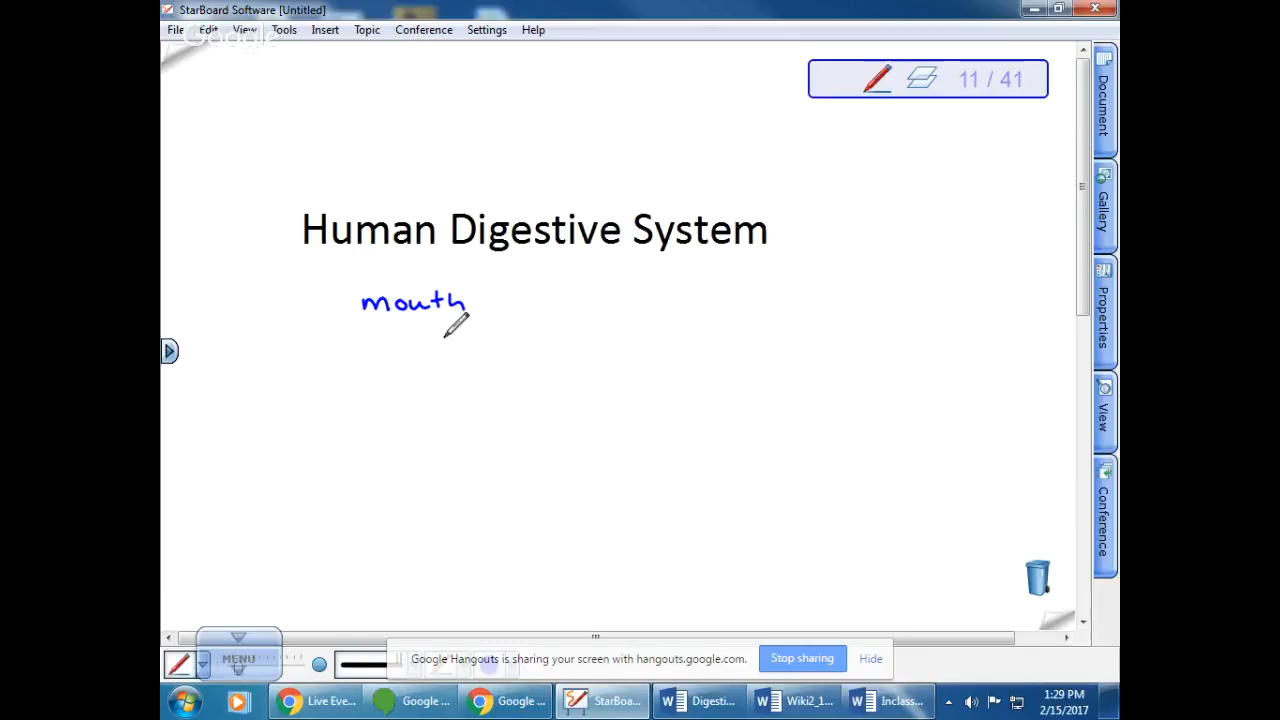 StarBoard Software [Untitled]
File Edit View Tools Insert Topic Conference Settings Help
Google
11 / 41
Document
Gallery
Properties
View
Conference
Human Digestive System
mouth
MENU
Google Hangouts is sharing your screen with hangouts.google.com. Stop sharing Hide
Live Eve... Google ... Google ... StarBoa... Digesti... Wiki2_1... Inclass...
1:29 PM
2/15/2017